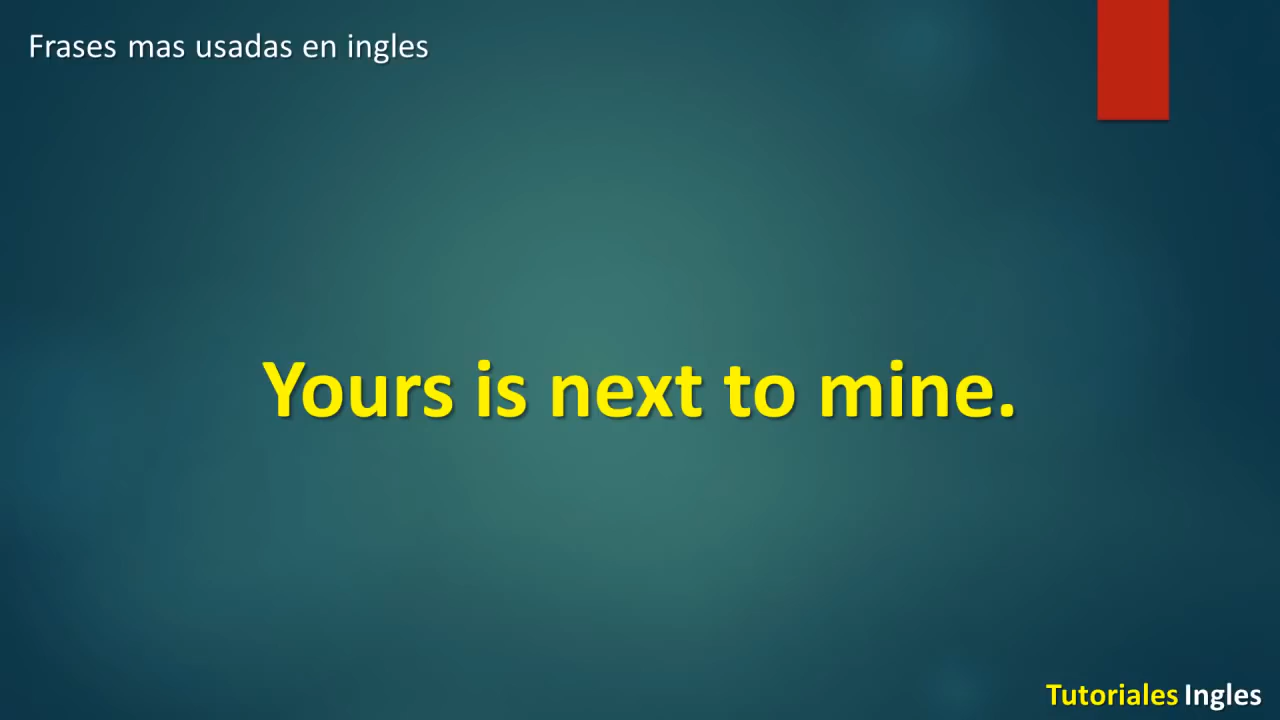 Frases mas usadas en ingles
Yours is next to mine.
Tutoriales Ingles